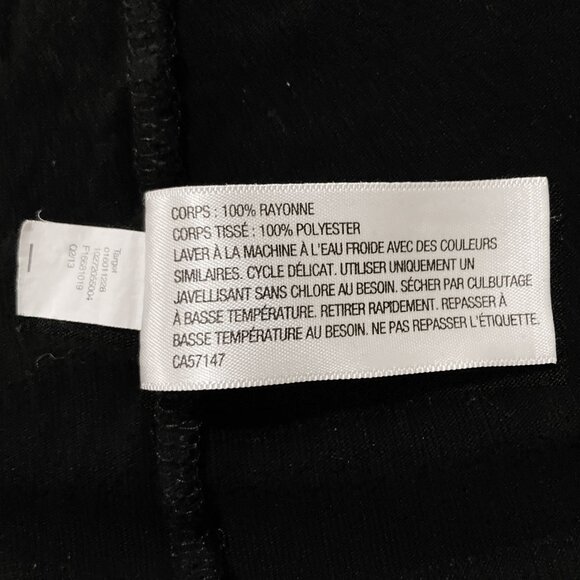 CORPS : 100% RAYONNE
CORPS TISSÉ : 100% POLYESTER
LAVER À LA MACHINE À L'EAU FROIDE AVEC DES COULEURS
SIMILAIRES. CYCLE DÉLICAT. UTILISER UNIQUEMENT UN
JAVELLISANT SANS CHLORE AU BESOIN. SÉCHER PAR CULBUTAGE
À BASSE TEMPÉRATURE. RETIRER RAPIDEMENT. REPASSER À
BASSE TEMPÉRATURE AU BESOIN. NE PAS REPASSER L'ÉTIQUETTE.
CA57147
Target